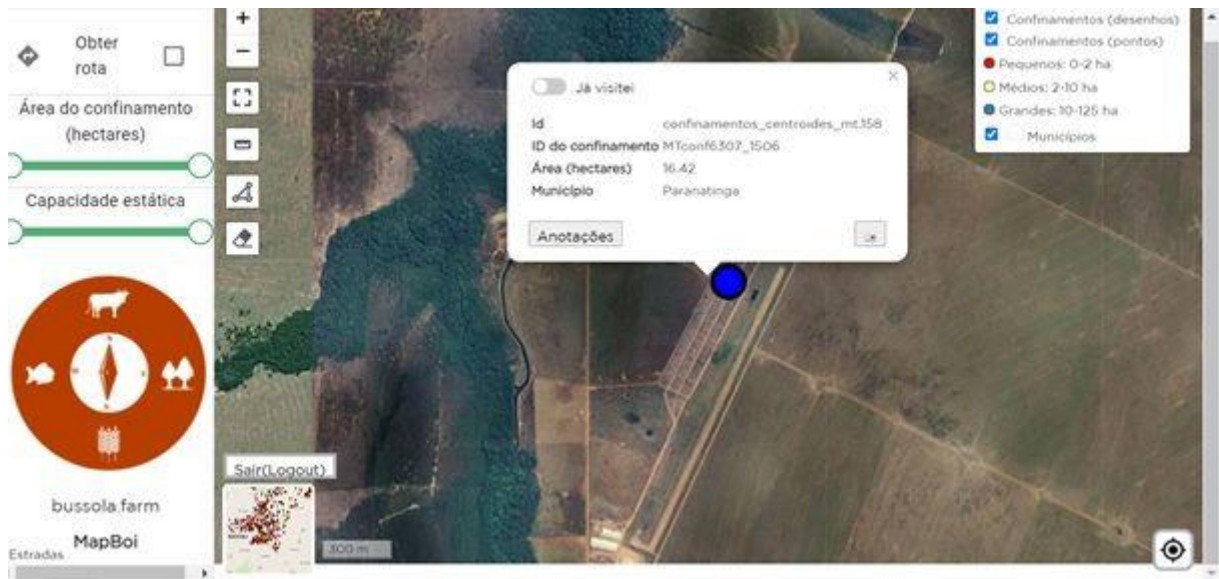 Obter
rota
Área do confinamento
(hectares)
Capacidade estática
bussola.farm
MapBoi
Estradas
+
−
Sair(Logout)
300 m
×
Já visitei
Id confinamentos_centroides_mt.158
ID do confinamento MTconf6307_1506
Área (hectares) 16.42
Município Paranatinga
Anotações
Confinamentos (desenhos)
Confinamentos (pontos)
Pequenos: 0-2 ha
Médios: 2-10 ha
Grandes: 10-125 ha
Municípios